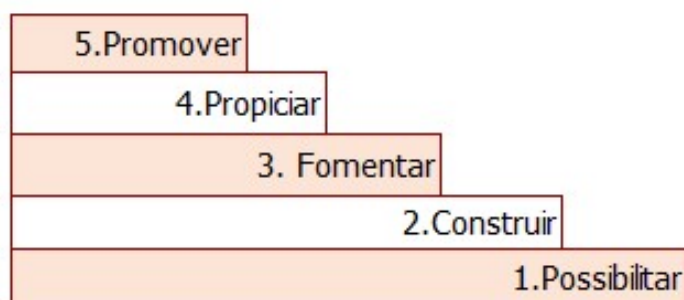 5.Promover
4.Propiciar
3. Fomentar
2.Construir
1.Possibilitar